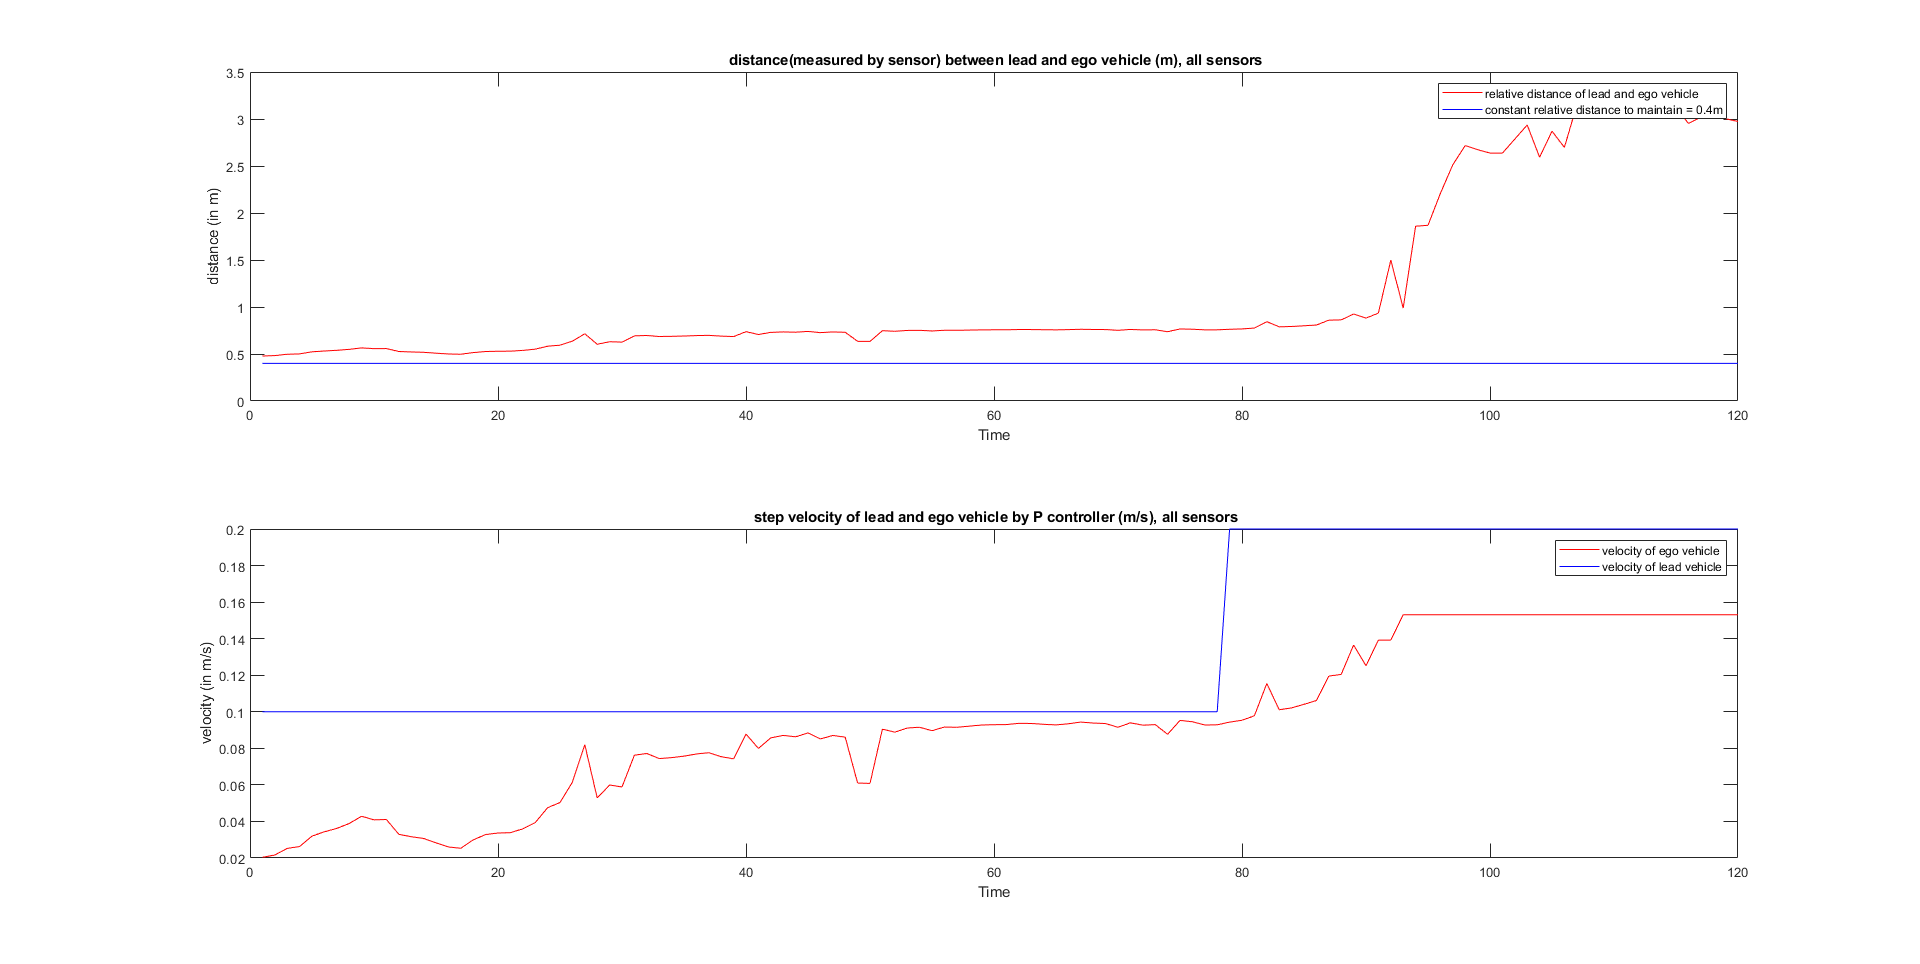 distance(measured by sensor) between lead and ego vehicle (m), all sensors
3.5
3
2.5
2
1.5
1
0.5
0
distance (in m)
relative distance of lead and ego vehicle
constant relative distance to maintain = 0.4m
0 20 40 60 80 100 120
Time
step velocity of lead and ego vehicle by P controller (m/s), all sensors
0.2
0.18
0.16
0.14
0.12
0.1
0.08
0.06
0.04
0.02
velocity (in m/s)
velocity of ego vehicle
velocity of lead vehicle
0 20 40 60 80 100 120
Time